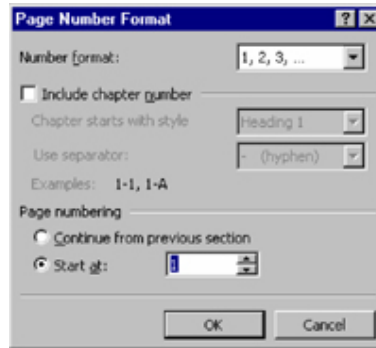 Page Number Format
Number format: 1, 2, 3, ...
Include chapter number
Chapter starts with style Heading 1
Use separator: - (hyphen)
Examples: 1-1, 1-A
Page numbering
Continue from previous section
Start at: 1
OK Cancel